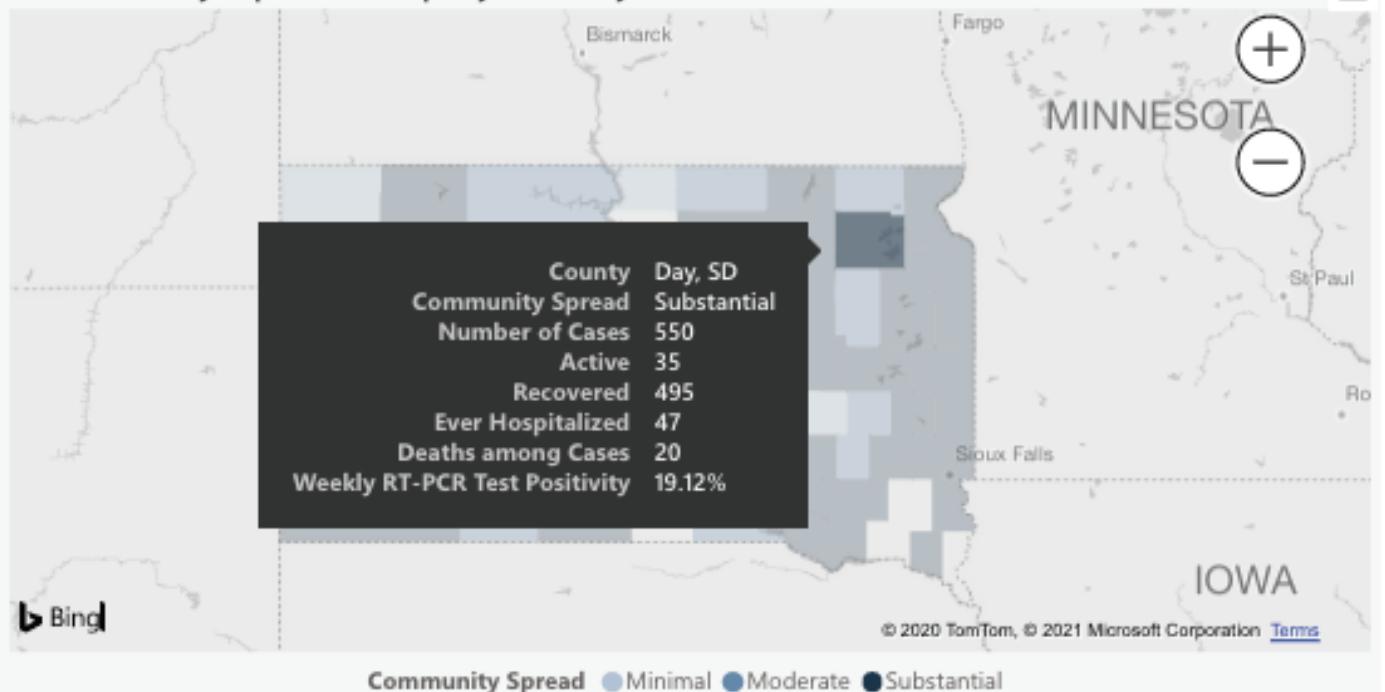 Bismarck
Fargo
MINNESOTA
County Day, SD
Community Spread Substantial
Number of Cases 550
Active 35
Recovered 495
Ever Hospitalized 47
Deaths among Cases 20
Weekly RT-PCR Test Positivity 19.12%
St Paul
Ro
Sioux Falls
IOWA
Bing
© 2020 TomTom, © 2021 Microsoft Corporation Terms
Community Spread Minimal Moderate Substantial